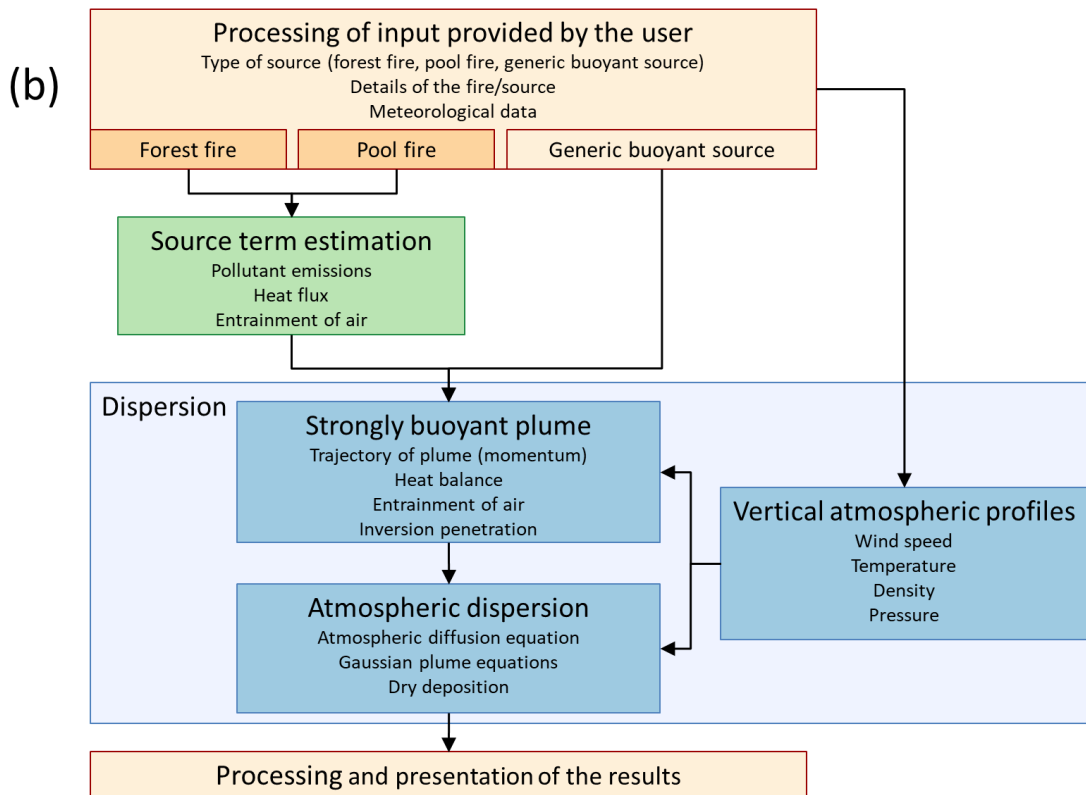 (b)
Processing of input provided by the user
Type of source (forest fire, pool fire, generic buoyant source)
Details of the fire/source
Meteorological data
Forest fire
Pool fire
Generic buoyant source
Source term estimation
Pollutant emissions
Heat flux
Entrainment of air
Dispersion
Strongly buoyant plume
Trajectory of plume (momentum)
Heat balance
Entrainment of air
Inversion penetration
Vertical atmospheric profiles
Wind speed
Temperature
Density
Pressure
Atmospheric dispersion
Atmospheric diffusion equation
Gaussian plume equations
Dry deposition
Processing and presentation of the results